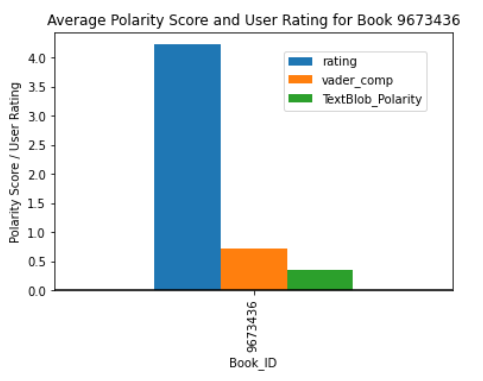 Average Polarity Score and User Rating for Book 9673436
Polarity Score / User Rating
4.0
3.5
3.0
2.5
2.0
1.5
1.0
0.5
0.0
rating
vader_comp
TextBlob_Polarity
9673436
Book_ID